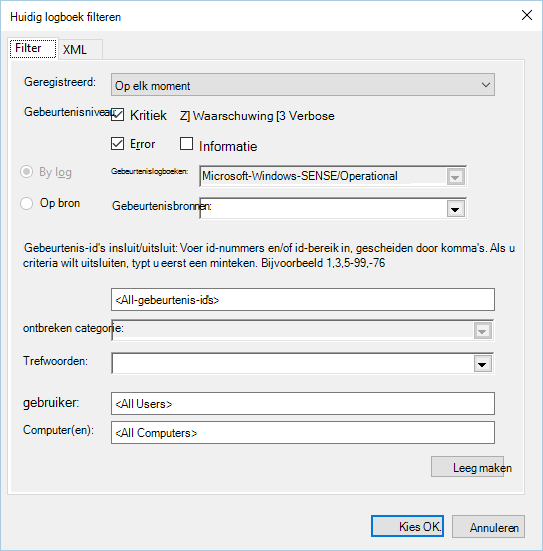 Huidig logboek filteren
Filter XML
Geregistreerd: Op elk moment
Gebeurtenisniveau: Kritiek Z] Waarschuwing [3 Verbose
Error Informatie
By log Gebeurtenislogboeken: Microsoft-Windows-SENSE/Operational
Op bron Gebeurtenisbronnen:
Gebeurtenis-id's insluit/uitsluit: Voer id-nummers en/of id-bereik in, gescheiden door komma's. Als u
criteria wilt uitsluiten, typt u eerst een minteken. Bijvoorbeeld 1,3,5-99,-76
<All-gebeurtenis-id's>
ontbreken categorie:
Trefwoorden:
gebruiker: <All Users>
Computer(en): <All Computers>
Leeg maken
Kies OK. Annuleren